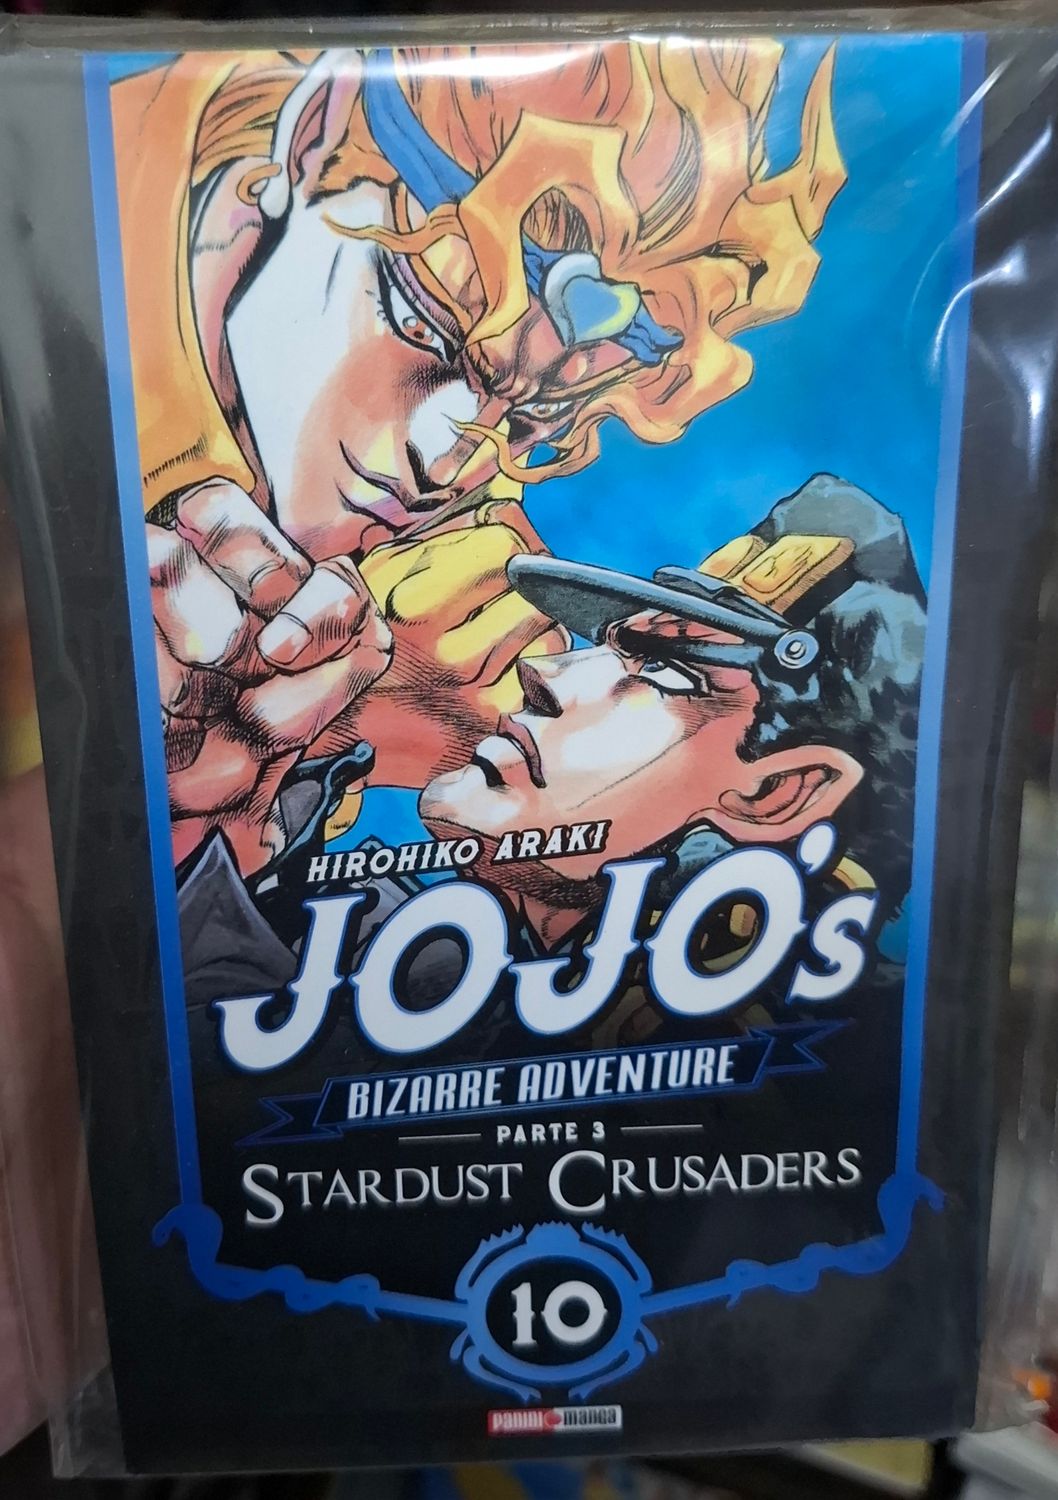 HIROHIKO ARAKI
JOJO's
BIZARRE ADVENTURE
PARTE 3
STARDUST CRUSADERS
10
PANINI manga